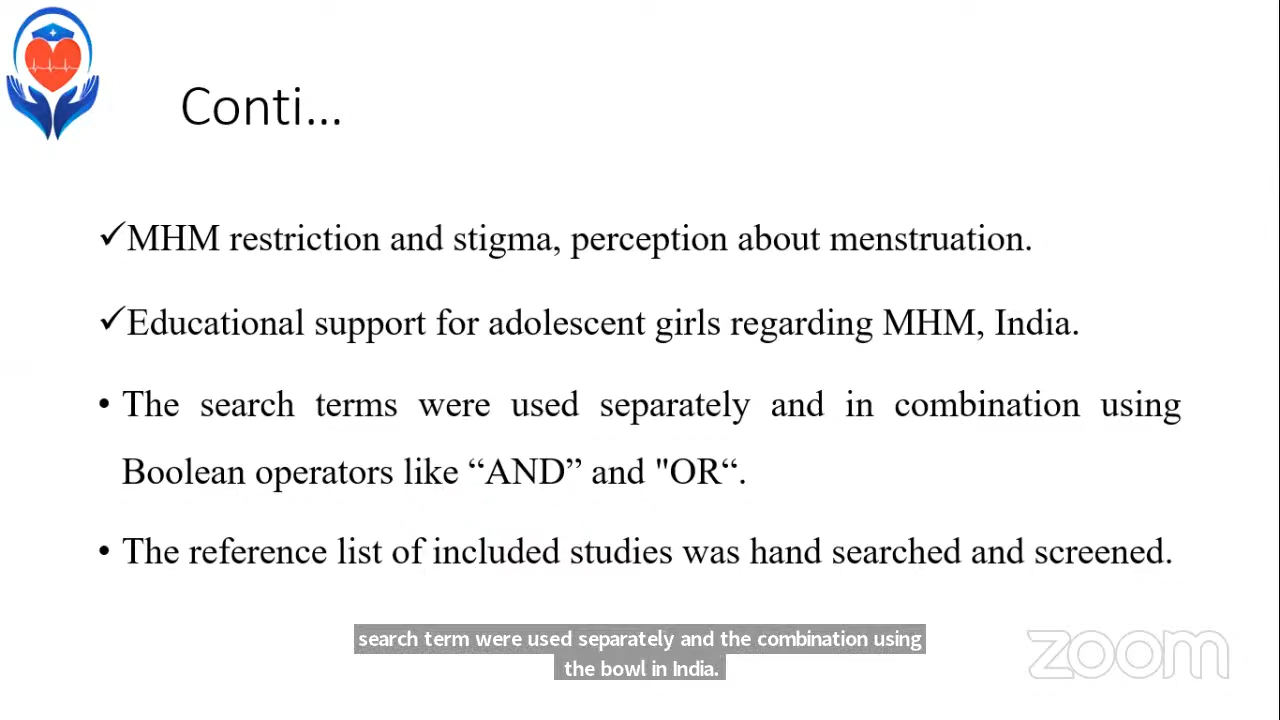 Conti...
✓MHM restriction and stigma, perception about menstruation.
✓Educational support for adolescent girls regarding MHM, India.
• The search terms were used separately and in combination using
Boolean operators like “AND” and "OR“.
• The reference list of included studies was hand searched and screened.
search term were used separately and the combination using
the bowl in India.
zoom